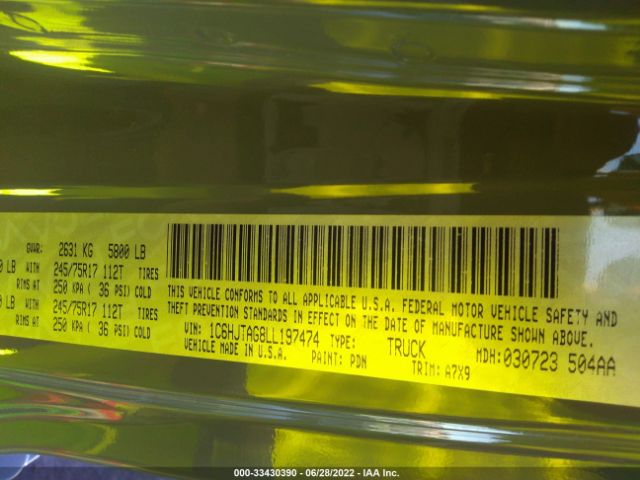 GVWR: 2631 KG 5800 LB
0 LB WITH 245/75R17 112T TIRES
RIMS AT 250 KPA ( 36 PSI) COLD
0 LB WITH 245/75R17 112T TIRES
RIMS AT 250 KPA ( 36 PSI) COLD
THIS VEHICLE CONFORMS TO ALL APPLICABLE U.S.A. FEDERAL MOTOR VEHICLE SAFETY AND
THEFT PREVENTION STANDARDS IN EFFECT ON THE DATE OF MANUFACTURE SHOWN ABOVE.
VIN: 1C6HJTAG8LL197474 TYPE: TRUCK MDH: 030723 504AA
VEHICLE MADE IN U.S.A. PAINT: PDN TRIM: A7X9
000-33430390 - 06/28/2022 - IAA Inc.